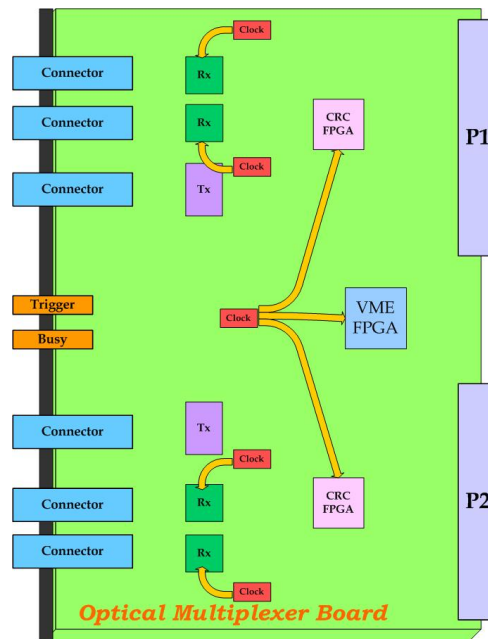 Clock
Connector
Rx
Connector
Rx
CRC
FPGA
P1
Clock
Connector
Tx
Trigger
Clock
VME
FPGA
Busy
Connector
Tx
Clock
Connector
Rx
CRC
FPGA
P2
Connector
Rx
Clock
Optical Multiplexer Board